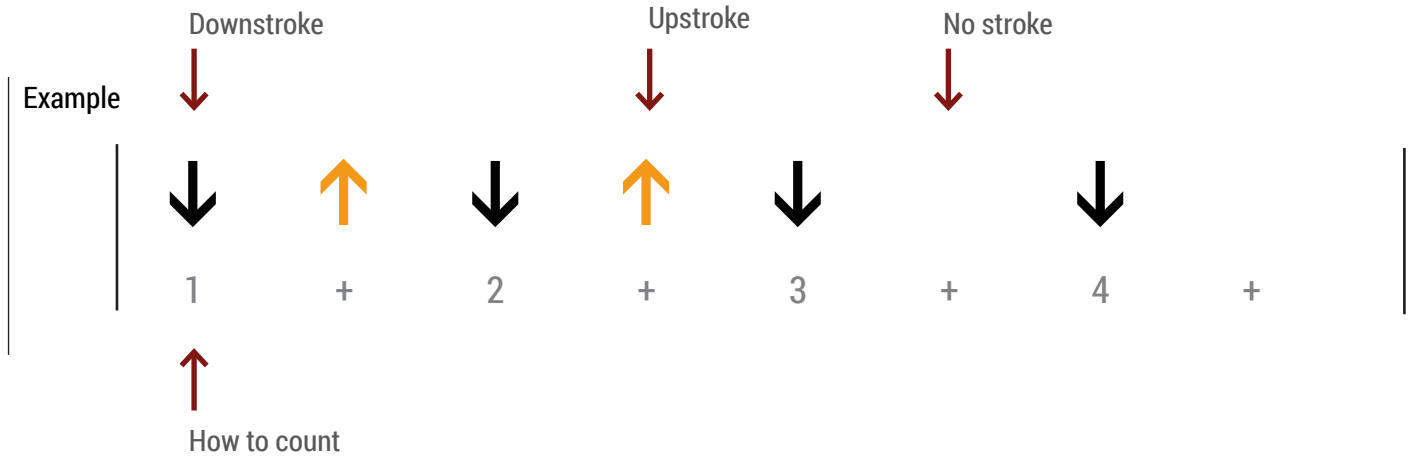 Downstroke Upstroke No stroke
Example
1 + 2 + 3 + 4 +
How to count